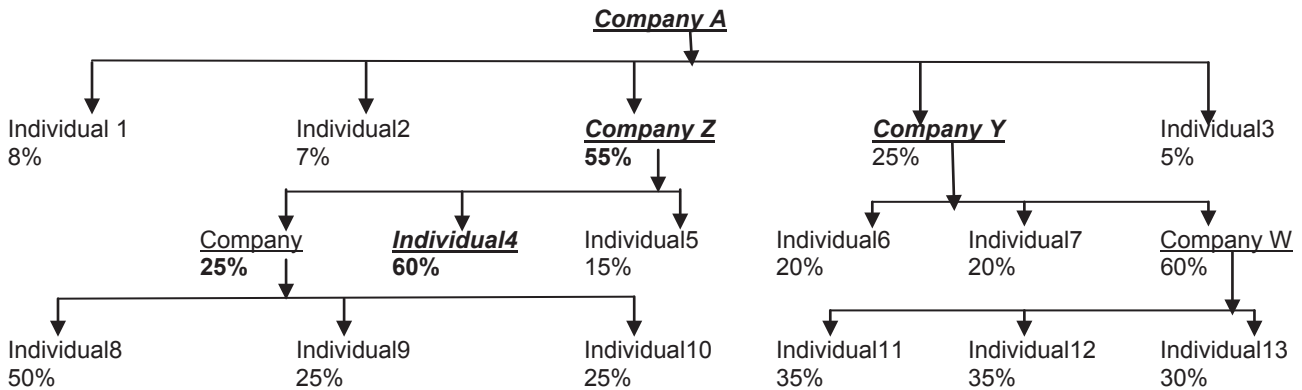 Company A
Individual 1 Individual2 Company Z Company Y Individual3
8% 7% 55% 25% 5%
Company Individual4 Individual5 Individual6 Individual7 Company W
25% 60% 15% 20% 20% 60%
Individual8 Individual9 Individual10 Individual11 Individual12 Individual13
50% 25% 25% 35% 35% 30%